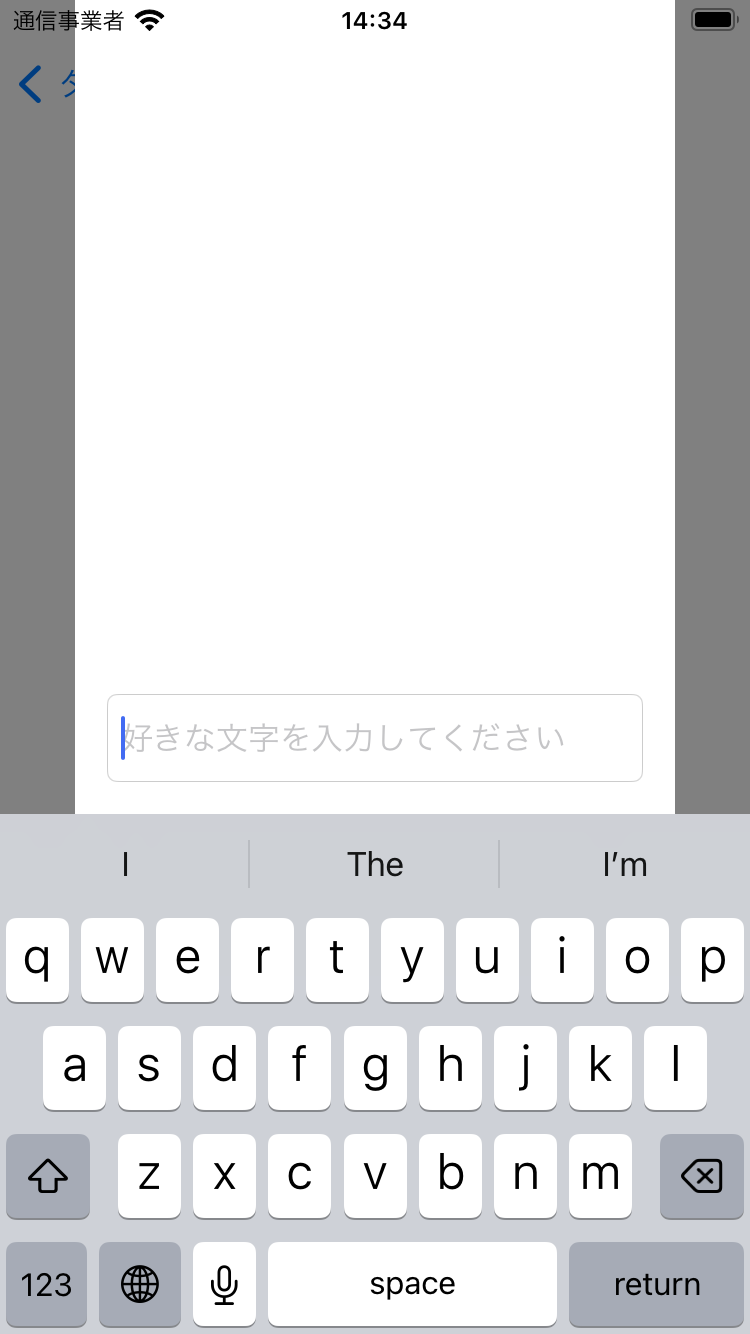 通信事業者 14:34
好きな文字を入力してください
I The I’m
q w e r t y u i o p
a s d f g h j k l
z x c v b n m
123 space return